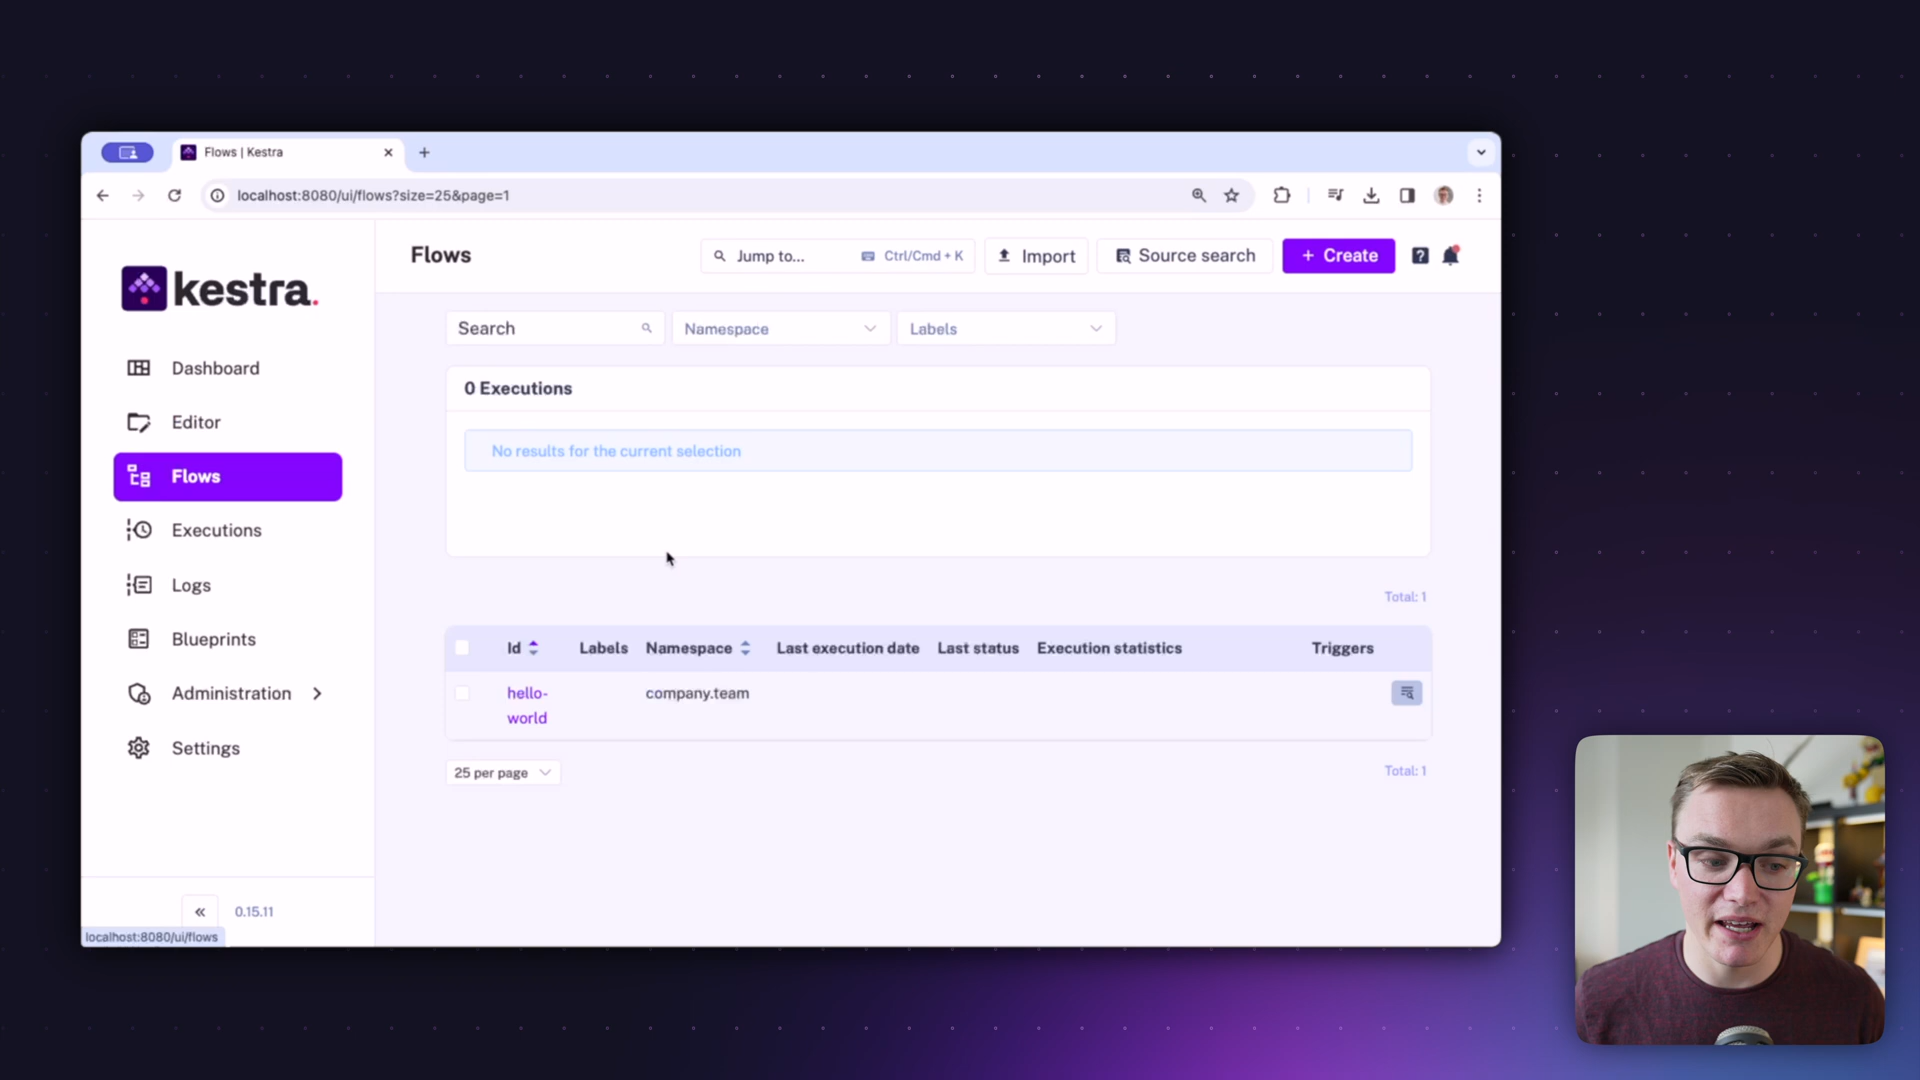 Flows | Kestra
localhost:8080/ui/flows?size=25&page=1
kestra.
Dashboard
Editor
Flows
Executions
Logs
Blueprints
Administration
Settings
0.15.11
localhost:8080/ui/flows
Flows
Jump to... Ctrl/Cmd + K
Import
Source search
+ Create
Search
Namespace
Labels
0 Executions
No results for the current selection
Total: 1
Id Labels Namespace Last execution date Last status Execution statistics Triggers
hello-
world
company.team
25 per page
Total: 1